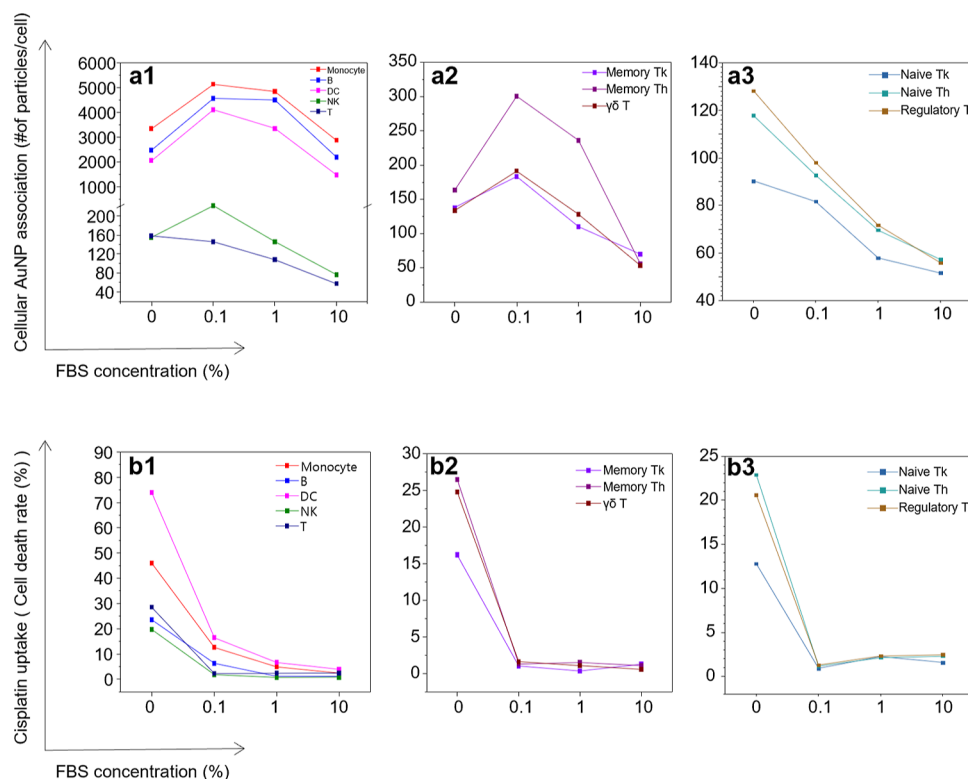 Cellular AuNP association (#of particles/cell)
a1
6000
5000
4000
3000
2000
1000
200
160
120
80
40
0
0.1
1
10
Monocyte
B
DC
NK
T
a2
350
300
250
200
150
100
50
0
0
0.1
1
10
Memory Tk
Memory Th
γδ T
a3
140
120
100
80
60
40
0
0.1
1
10
Naive Tk
Naive Th
Regulatory T
FBS concentration (%)
Cisplatin uptake ( Cell death rate (%) )
b1
90
80
70
60
50
40
30
20
10
0
0
0.1
1
10
Monocyte
B
DC
NK
T
b2
30
25
20
15
10
5
0
0
0.1
1
10
Memory Tk
Memory Th
γδ T
b3
25
20
15
10
5
0
0
0.1
1
10
Naive Tk
Naive Th
Regulatory T
FBS concentration (%)